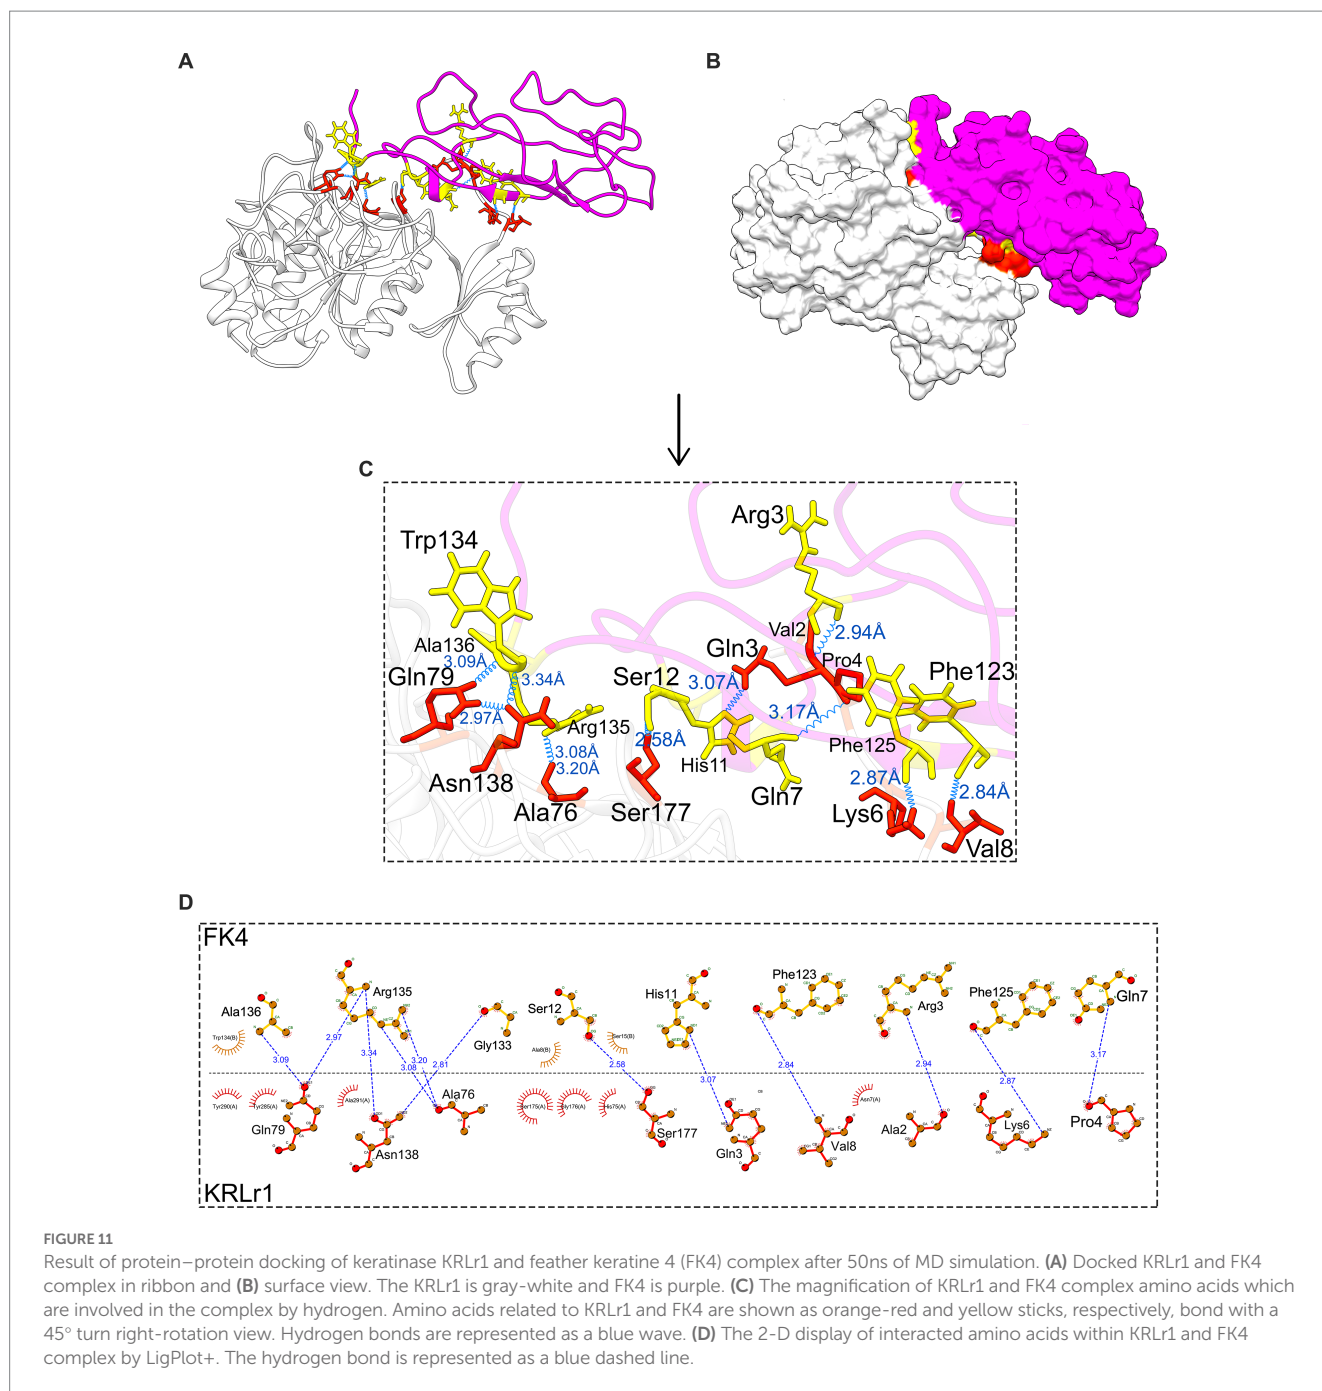 A
B
C
Arg3
Trp134
Val2
2.94Å
Ala136
Gln3
Pro4
Phe123
3.09Å
Gln79
3.34Å
Ser12
3.07Å
3.17Å
2.97Å
Arg135
2.58Å
Phe125
3.08Å
His11
3.20Å
2.87Å
Asn138
Gln7
2.84Å
Ala76
Ser177
Lys6
Val8
D
FK4
Ala136
Arg135
Gly133
Ser12
His11
Phe123
Arg3
Phe125
Gln7
Trp134(B)
Ala8(B)
Ser15(B)
3.09
2.97
3.34
3.08
3.20
2.81
2.58
3.07
2.84
2.94
2.87
3.17
Tyr290(A)
Tyr285(A)
Gln79
Ala291(A)
Asn138
Ala76
Ser175(A)
Gly176(A)
His75(A)
Ser177
Gln3
Val8
Asn7(A)
Ala2
Lys6
Pro4
KRLr1
FIGURE 11
Result of protein–protein docking of keratinase KRLr1 and feather keratine 4 (FK4) complex after 50ns of MD simulation. (A) Docked KRLr1 and FK4
complex in ribbon and (B) surface view. The KRLr1 is gray-white and FK4 is purple. (C) The magnification of KRLr1 and FK4 complex amino acids which
are involved in the complex by hydrogen. Amino acids related to KRLr1 and FK4 are shown as orange-red and yellow sticks, respectively, bond with a
45° turn right-rotation view. Hydrogen bonds are represented as a blue wave. (D) The 2-D display of interacted amino acids within KRLr1 and FK4
complex by LigPlot+. The hydrogen bond is represented as a blue dashed line.